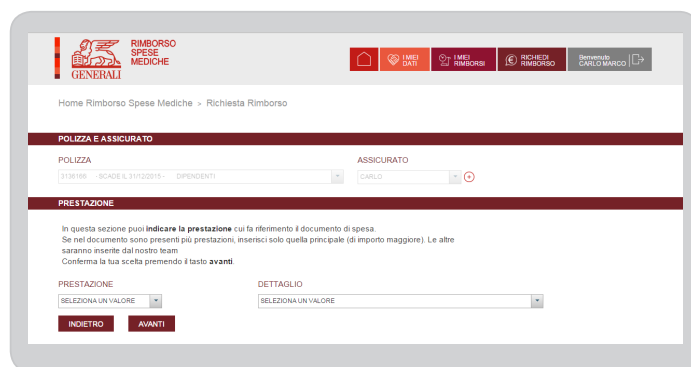 RIMBORSO
SPESE
MEDICHE
GENERALI
I MIEI
DATI
I MIEI
RIMBORSI
RICHIEDI
RIMBORSO
Benvenuto
CARLO MARCO
Home Rimborso Spese Mediche » Richiesta Rimborso
POLIZZA E ASSICURATO
POLIZZA
ASSICURATO
3136166 - SCADE IL 31/12/2015 - DIPENDENTI
CARLO
PRESTAZIONE
In questa sezione puoi indicare la prestazione cui fa riferimento il documento di spesa.
Se nel documento sono presenti più prestazioni, inserisci solo quella principale (di importo maggiore). Le altre
saranno inserite dal nostro team
Conferma la tua scelta premendo il tasto avanti.
PRESTAZIONE
DETTAGLIO
SELEZIONA UN VALORE
SELEZIONA UN VALORE
INDIETRO
AVANTI